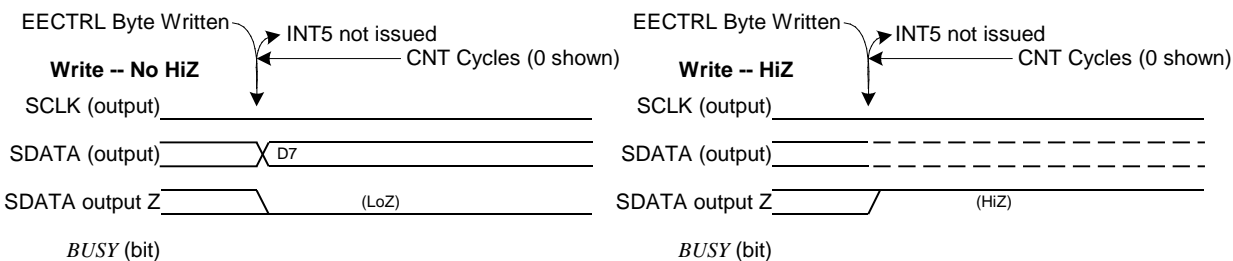 EECTRL Byte Written
INT5 not issued
CNT Cycles (0 shown)
Write -- No HiZ
SCLK (output)
SDATA (output)
D7
SDATA output Z
(LoZ)
BUSY (bit)
EECTRL Byte Written
INT5 not issued
CNT Cycles (0 shown)
Write -- HiZ
SCLK (output)
SDATA (output)
SDATA output Z
(HiZ)
BUSY (bit)